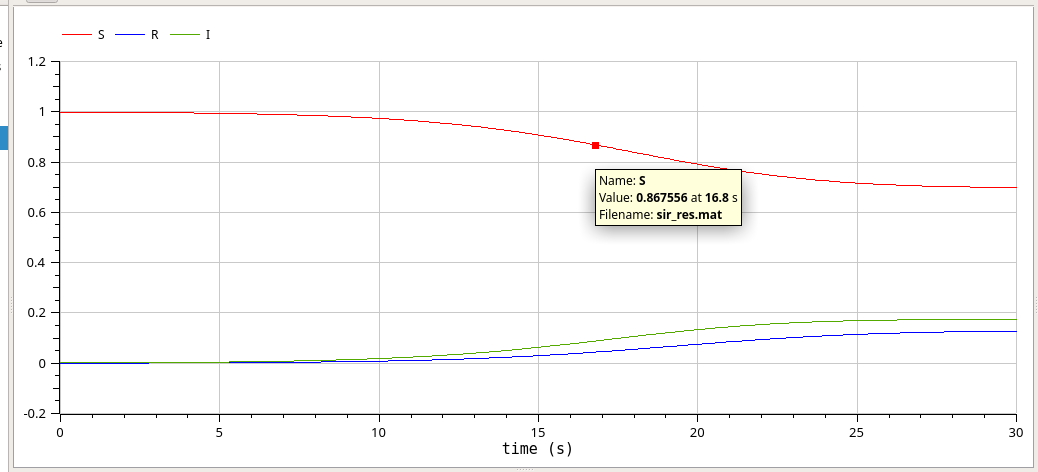 S R I
1.2
1
0.8
0.6
0.4
0.2
0
-0.2
Name: S
Value: 0.867556 at 16.8 s
Filename: sir_res.mat
0 5 10 15 20 25 30
time (s)